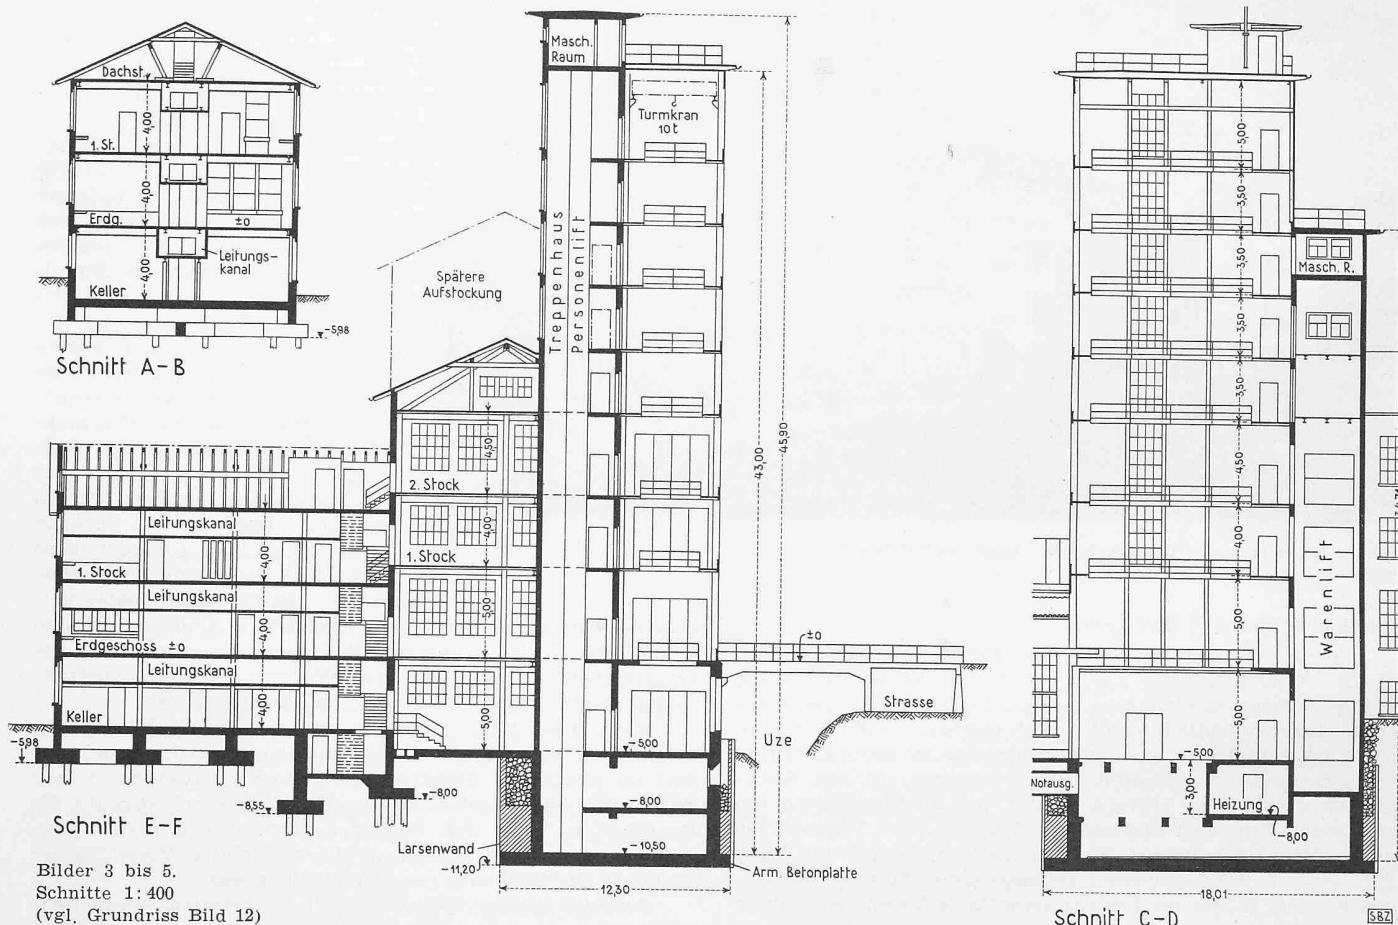 Dachst.
4,00
1. St.
4,00
Erdg.
±0
4,00
Leitungs-
kanal
Keller
-5,98
Schnitt A-B
Spätere
Aufstockung
Masch.
Raum
Turmkran
10t
Treppenhaus
Personenlift
43,00
45,90
4,50
2. Stock
4,00
1. Stock
5,00
5,00
Leitungskanal
4,00
1. Stock
Leitungskanal
4,00
Erdgeschoss ±0
Leitungskanal
4,00
Keller
-5,98
-8,55
-8,00
Schnitt E-F
±0
Strasse
Uze
-5,00
-8,00
-10,50
Larsenwand
-11,20
Arm. Betonplatte
12,30
5,00
3,50
3,50
3,50
3,50
4,50
4,00
5,00
5,00
Masch. R.
Warenlift
-5,00
3,00
Notausg.
Heizung
-8,00
18,01
Schnitt C-D
Bilder 3 bis 5.
Schnitte 1:400
(vgl. Grundriss Bild 12)
SBZ